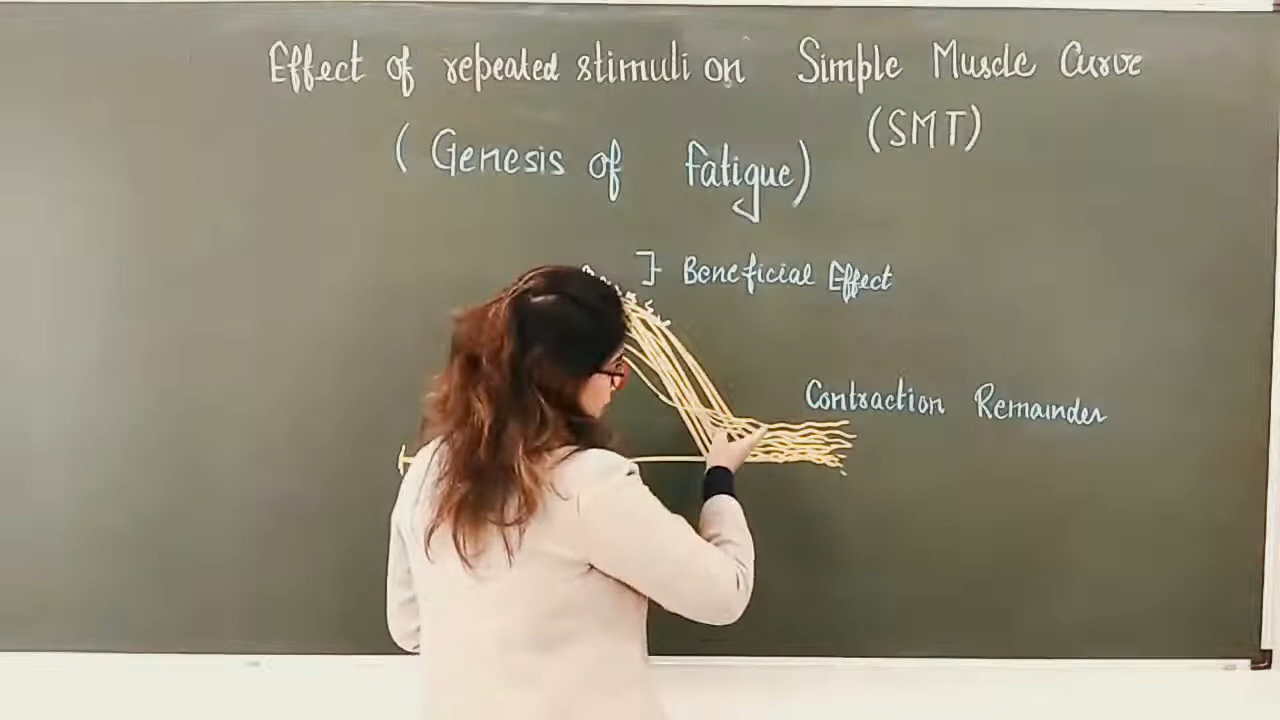 Effect of repeated stimuli on Simple Muscle Curve
(SMT)
(Genesis of fatigue)
Beneficial Effect
Contraction Remainder